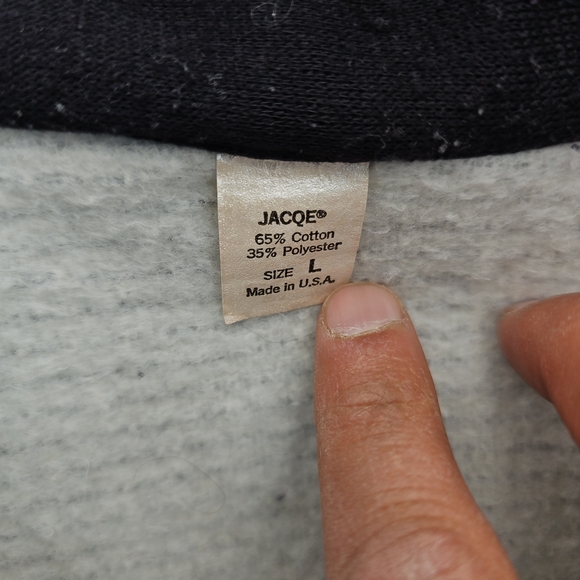 JACQE®
65% Cotton
35% Polyester
SIZE L
Made in U.S.A.